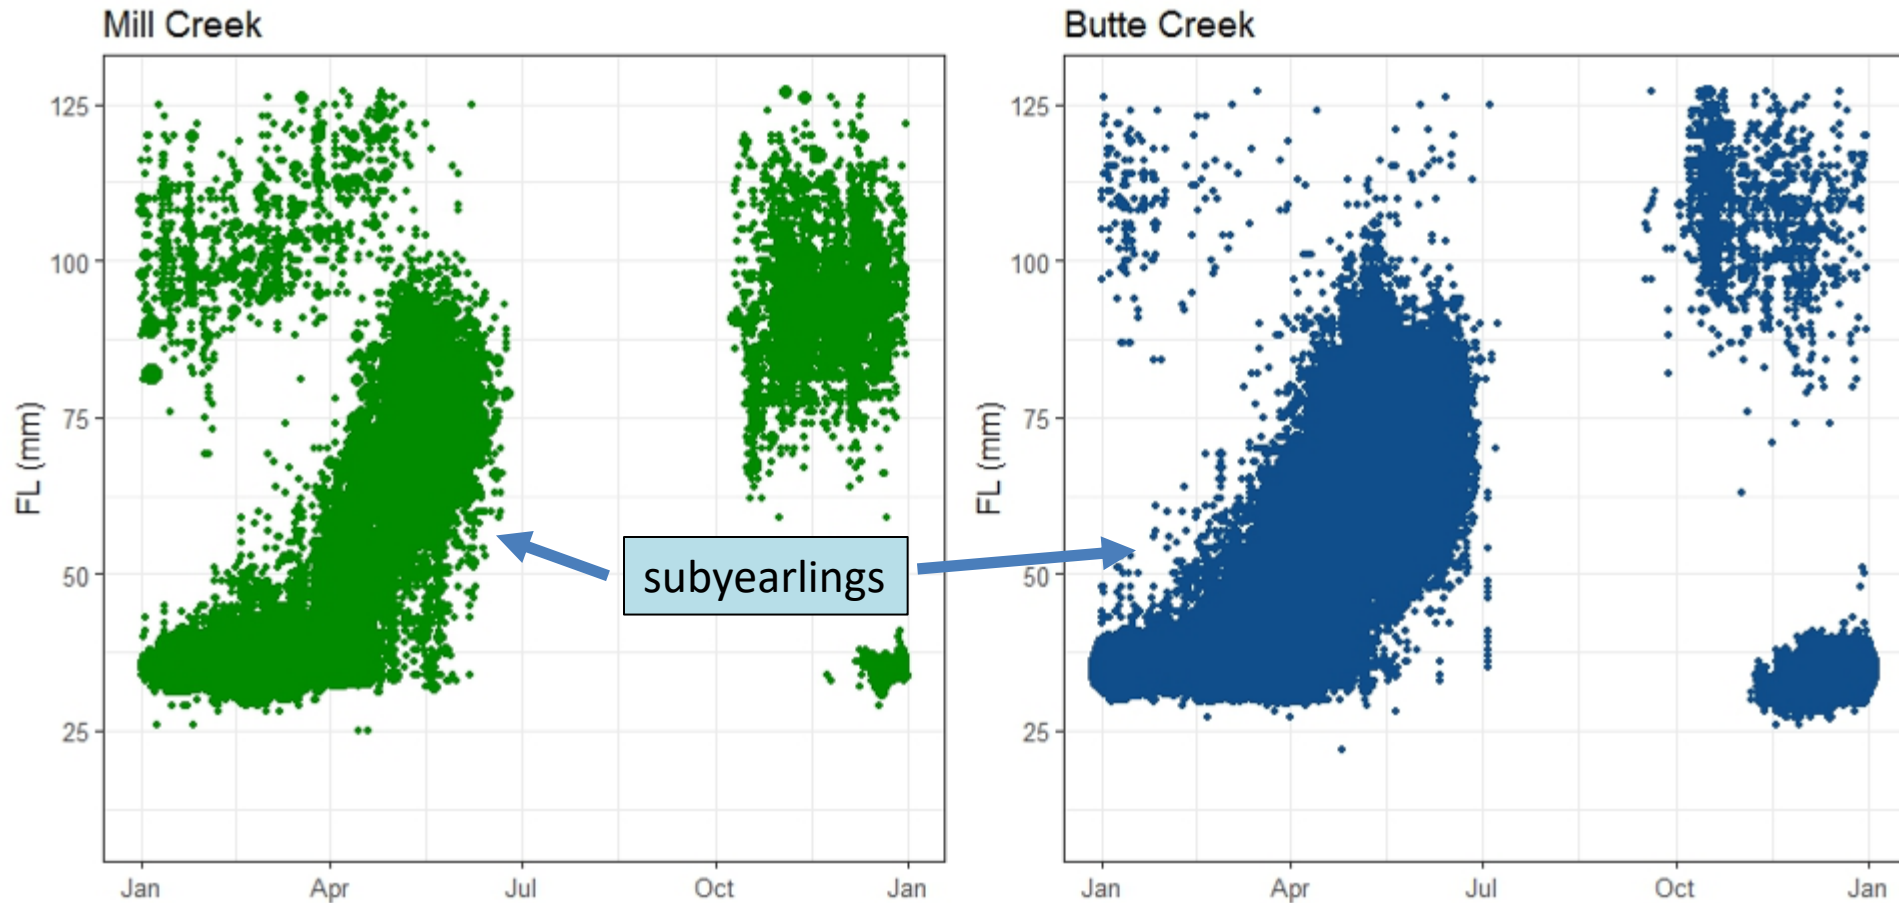 Mill Creek
Butte Creek
FL (mm)
125
100
75
50
25
Jan
Apr
Jul
Oct
Jan
subyearlings
FL (mm)
125
100
75
50
25
Jan
Apr
Jul
Oct
Jan